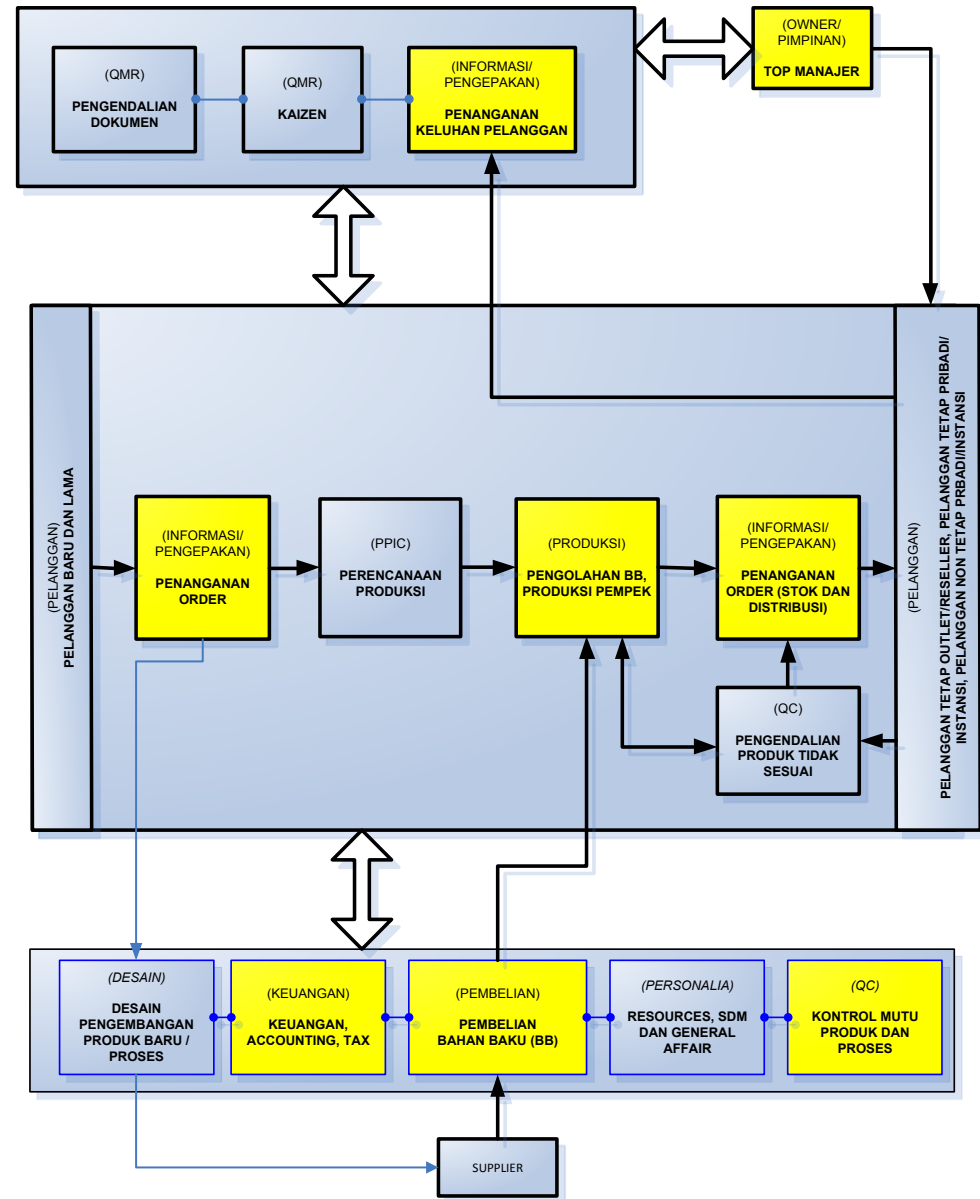 (QMR)
PENGENDALIAN
DOKUMEN
(QMR)
KAIZEN
(INFORMASI/
PENGEPAKAN)
PENANGANAN
KELUHAN PELANGGAN
(OWNER/
PIMPINAN)
TOP MANAJER
(PELANGGAN)
PELANGGAN BARU DAN LAMA
(INFORMASI/
PENGEPAKAN)
PENANGANAN
ORDER
(PPIC)
PERENCANAAN
PRODUKSI
(PRODUKSI)
PENGOLAHAN BB,
PRODUKSI PEMPEK
(INFORMASI/
PENGEPAKAN)
PENANGANAN
ORDER (STOK DAN
DISTRIBUSI)
(QC)
PENGENDALIAN
PRODUK TIDAK
SESUAI
(PELANGGAN)
PELANGGAN TETAP OUTLET/RESELLER, PELANGGAN TETAP PRIBADI/
INSTANSI, PELANGGAN NON TETAP PRBADI/INSTANSI
(DESAIN)
DESAIN
PENGEMBANGAN
PRODUK BARU /
PROSES
(KEUANGAN)
KEUANGAN,
ACCOUNTING, TAX
(PEMBELIAN)
PEMBELIAN
BAHAN BAKU (BB)
(PERSONALIA)
RESOURCES, SDM
DAN GENERAL
AFFAIR
(QC)
KONTROL MUTU
PRODUK DAN
PROSES
SUPPLIER